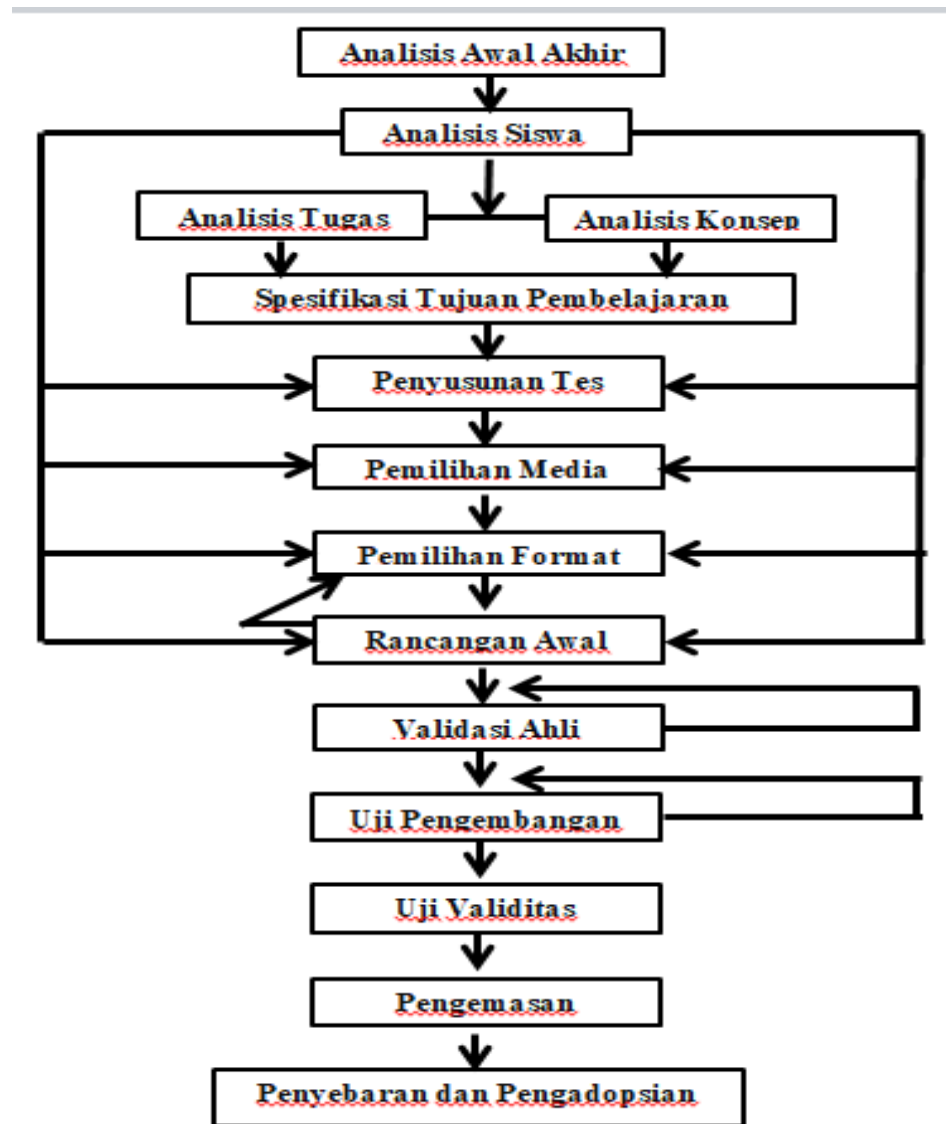 Analisis Awal Akhir
Analisis Siswa
Analisis Tugas
Analisis Konsep
Spesifikasi Tujuan Pembelajaran
Penyusunan Tes
Pemilihan Media
Pemilihan Format
Rancangan Awal
Validasi Ahli
Uji Pengembangan
Uji Validitas
Pengemasan
Penyebaran dan Pengadopsian